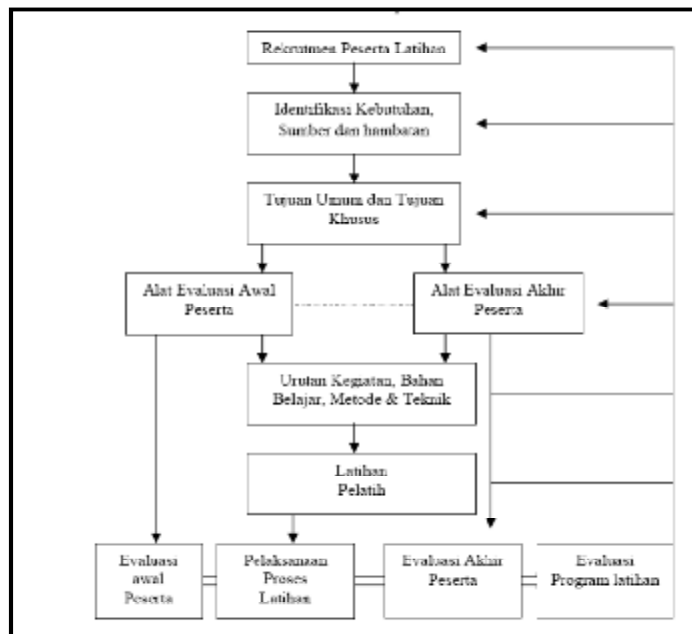 Rekrutmen Peserta Latihan
Identifikasi Kebutuhan,
Sumber dan hambatan
Tujuan Umum dan Tujuan
Khusus
Alat Evaluasi Awal
Peserta
Alat Evaluasi Akhir
Peserta
Urutan Kegiatan, Bahan
Belajar, Metode & Teknik
Latihan
Pelatih
Evaluasi
awal
Peserta
Pelaksanaan
Proses
Latihan
Evaluasi Akhir
Peserta
Evaluasi
Program latihan